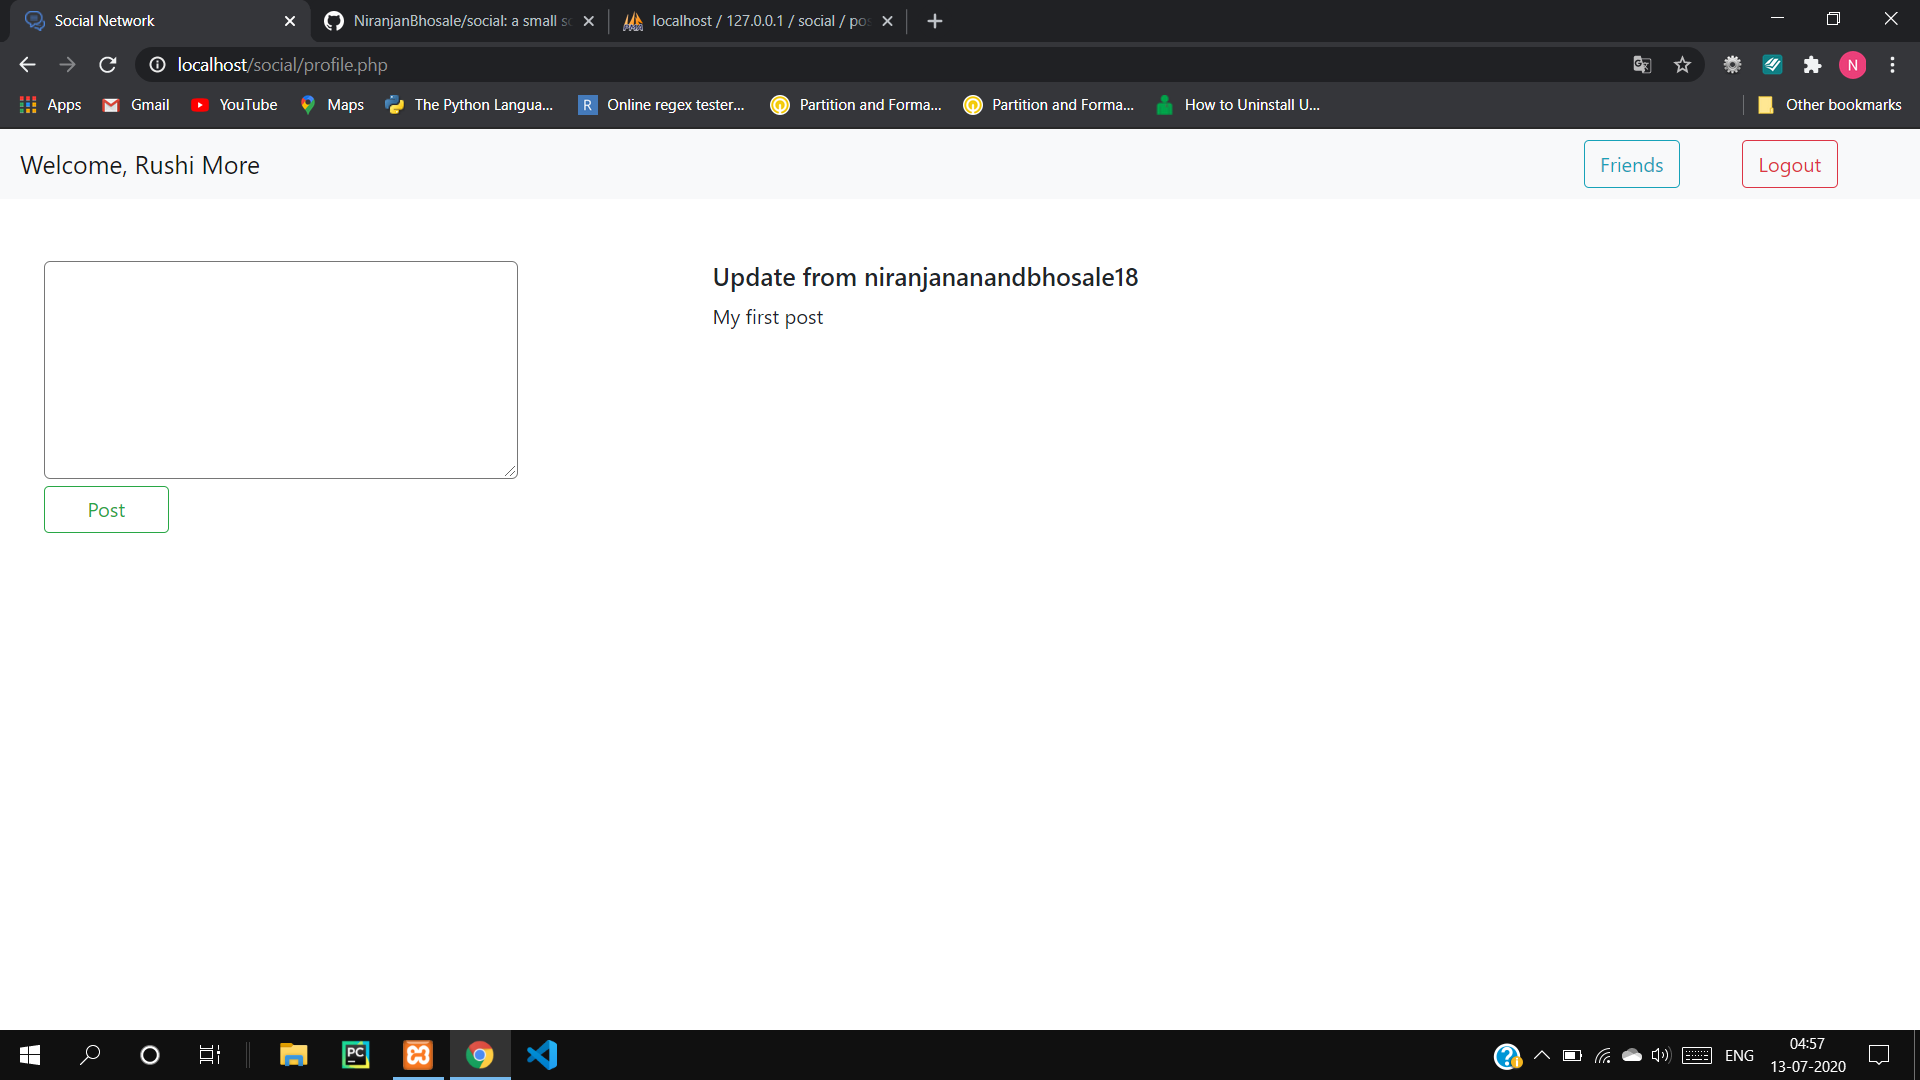 Social Network
NiranjanBhosale/social: a small s
localhost / 127.0.0.1 / social / pos
localhost/social/profile.php
N
Apps
Gmail
YouTube
Maps
The Python Langua...
R
Online regex tester...
Partition and Forma...
Partition and Forma...
How to Uninstall U...
Other bookmarks
Welcome, Rushi More
Friends
Logout
Update from niranjananandbhosale18
My first post
Post
PC
ENG
04:57
13-07-2020